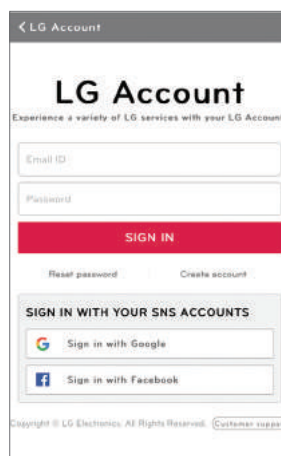 LG Account
LG Account
Experience a variety of LG services with your LG Account
Email ID
Password
SIGN IN
Reset password Create account
SIGN IN WITH YOUR SNS ACCOUNTS
Sign in with Google
Sign in with Facebook
Copyright © LG Electronics. All Rights Reserved. Customer suppo